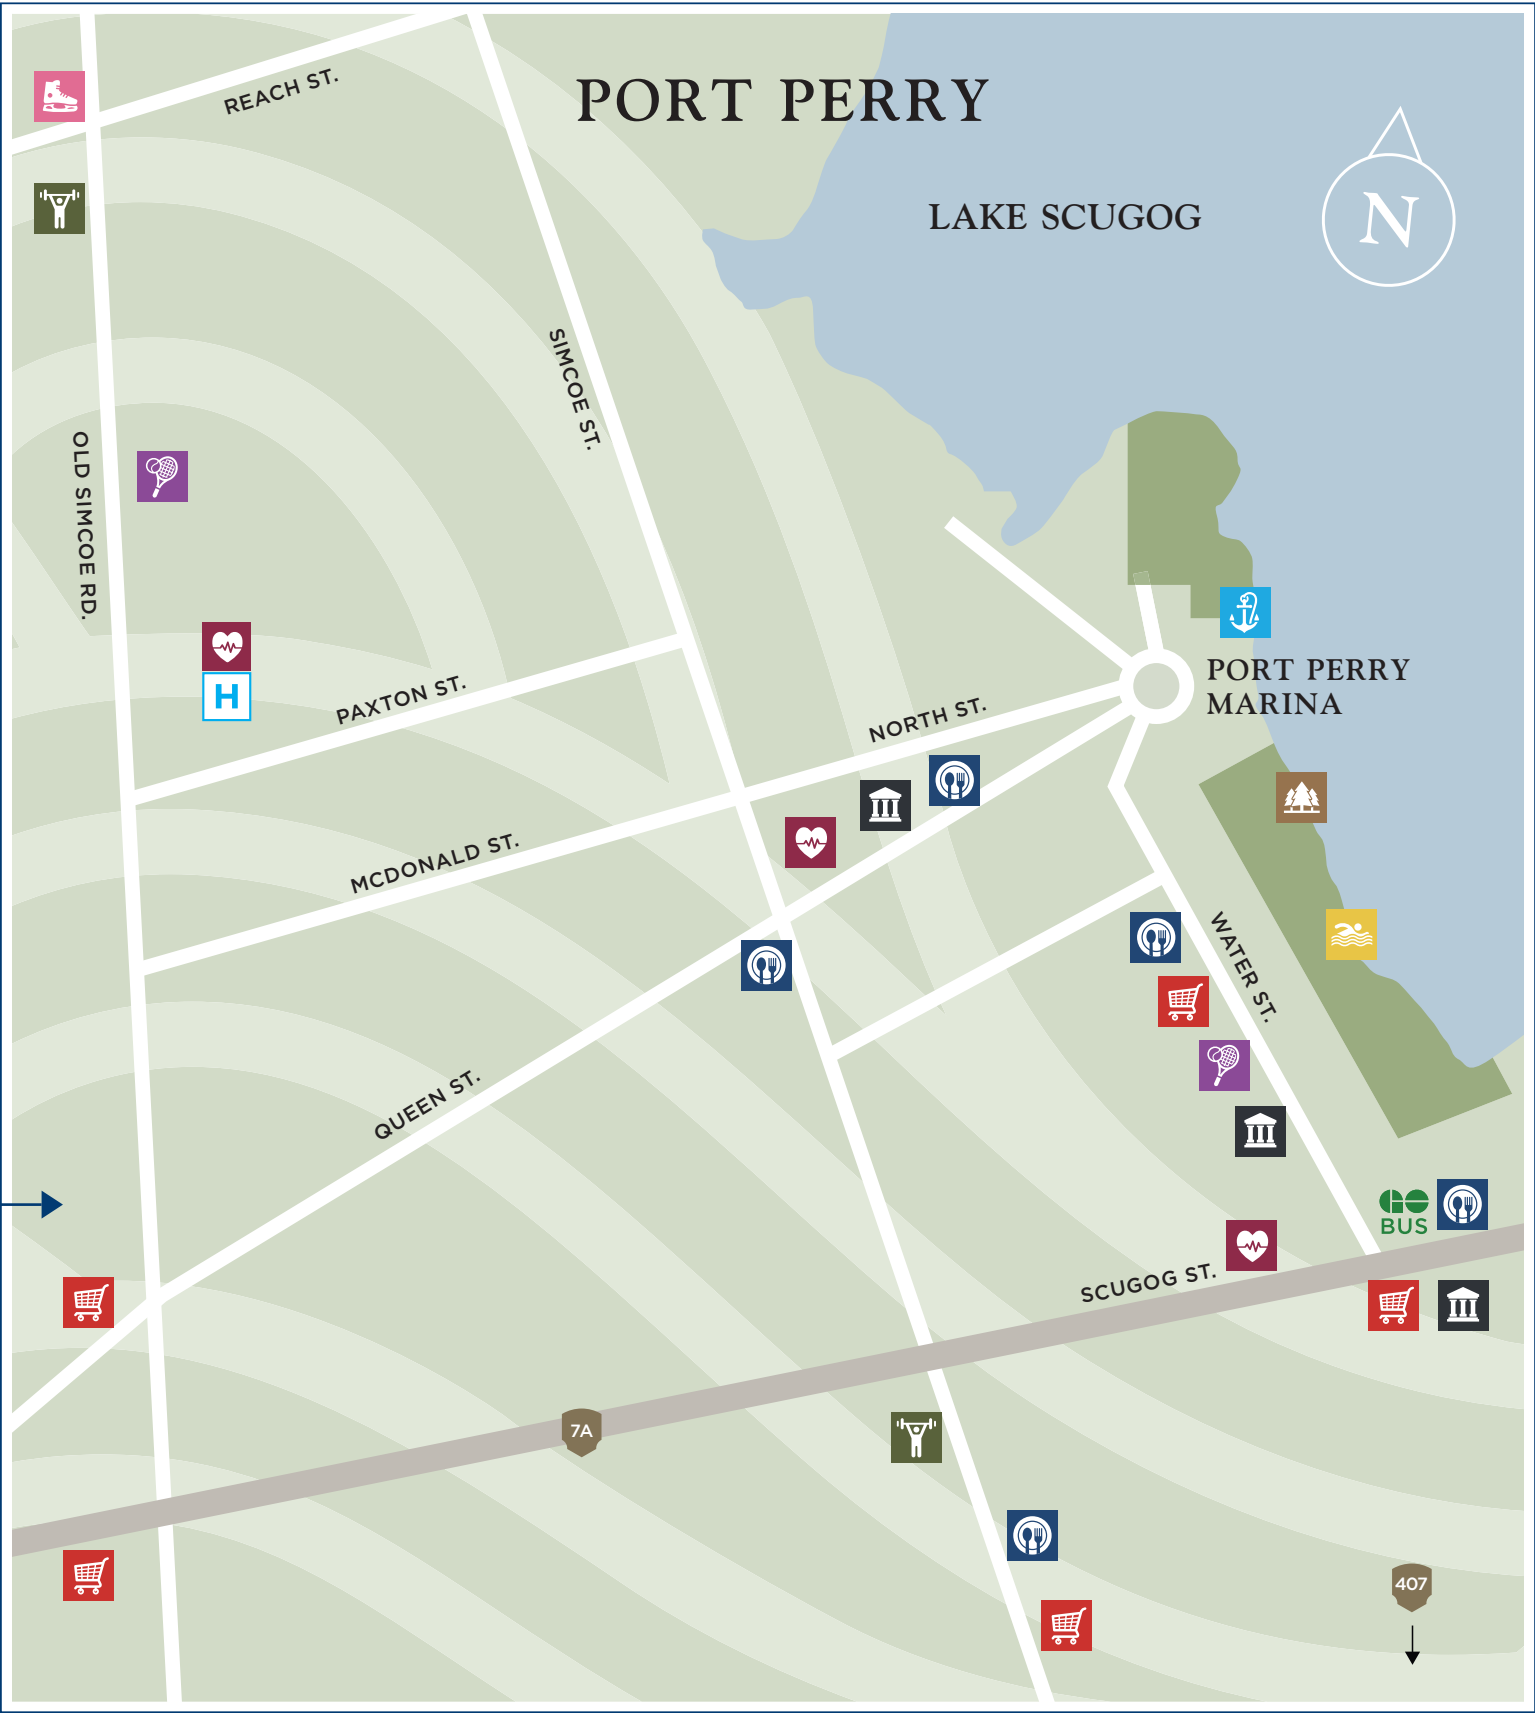 REACH ST.
PORT PERRY
LAKE SCUGOG
N
SIMCOE ST.
OLD SIMCOE RD.
H
PAXTON ST.
NORTH ST.
PORT PERRY
MARINA
MCDONALD ST.
WATER ST.
QUEEN ST.
GO
BUS
SCUGOG ST.
7A
407